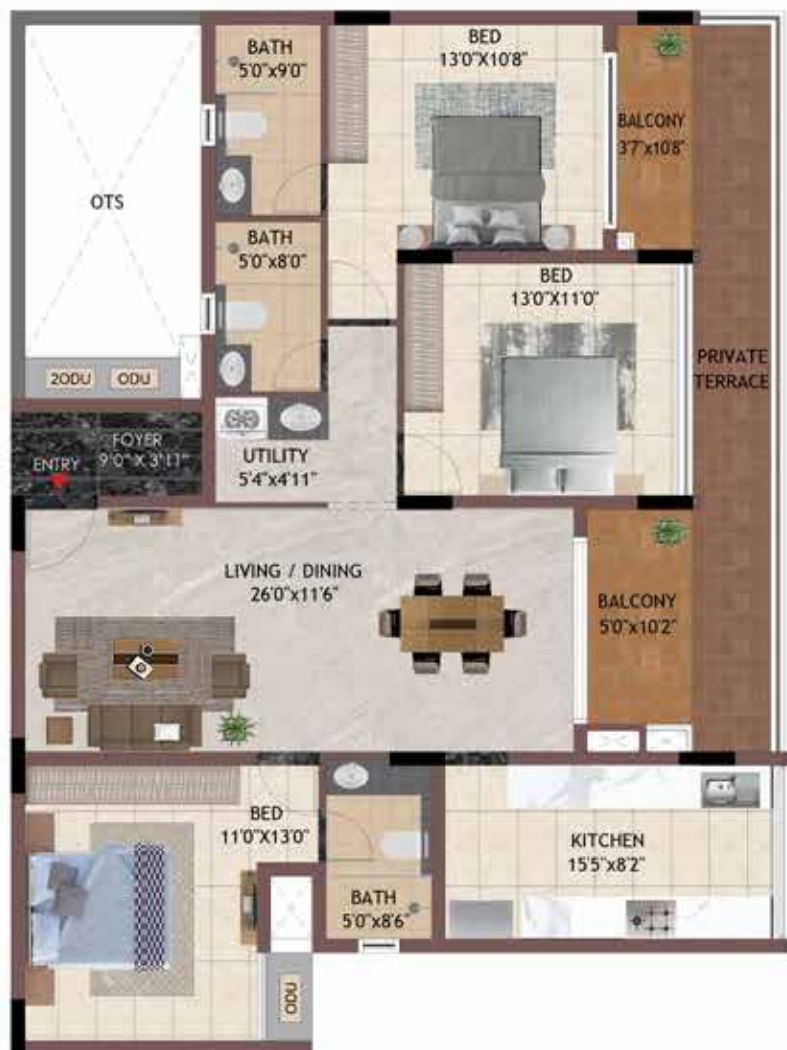 BATH
5'0"x9'0"
BED
13'0"X10'8"
BALCONY
3'7"x10'8"
OTS
BATH
5'0"x8'0"
BED
13'0"X11'0"
PRIVATE
TERRACE
2ODU
ODU
FOYER
9'0" X 3'11"
ENTRY
UTILITY
5'4"x4'11"
LIVING / DINING
26'0"x11'6"
BALCONY
5'0"x10'2"
BED
11'0"X13'0"
KITCHEN
15'5"x8'2"
BATH
5'0"x8'6"
ODU